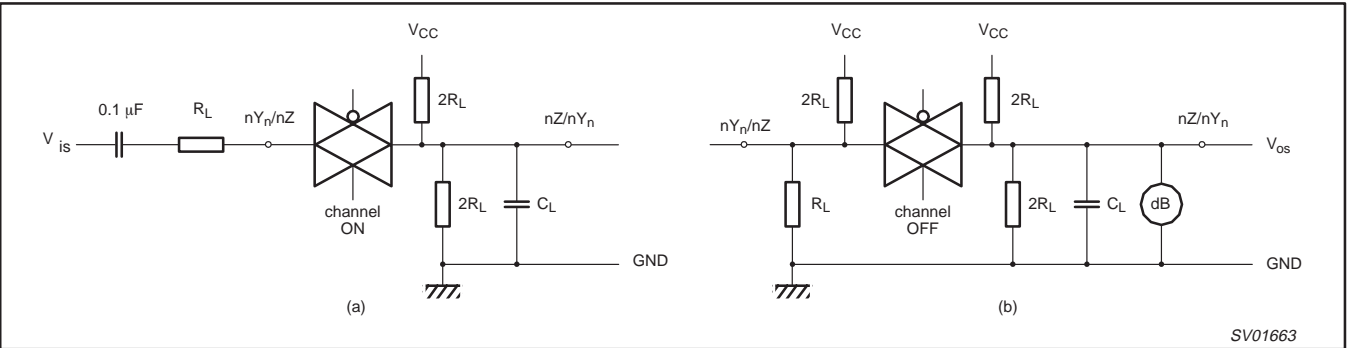 VCC
VCC VCC
0.1 μF RL nYn/nZ 2RL nZ/nYn
2RL 2RL
nYn/nZ nZ/nYn
V is
Vos
2RL CL
RL 2RL CL dB
channel
ON
channel
OFF
GND
GND
(a) (b)
SV01663